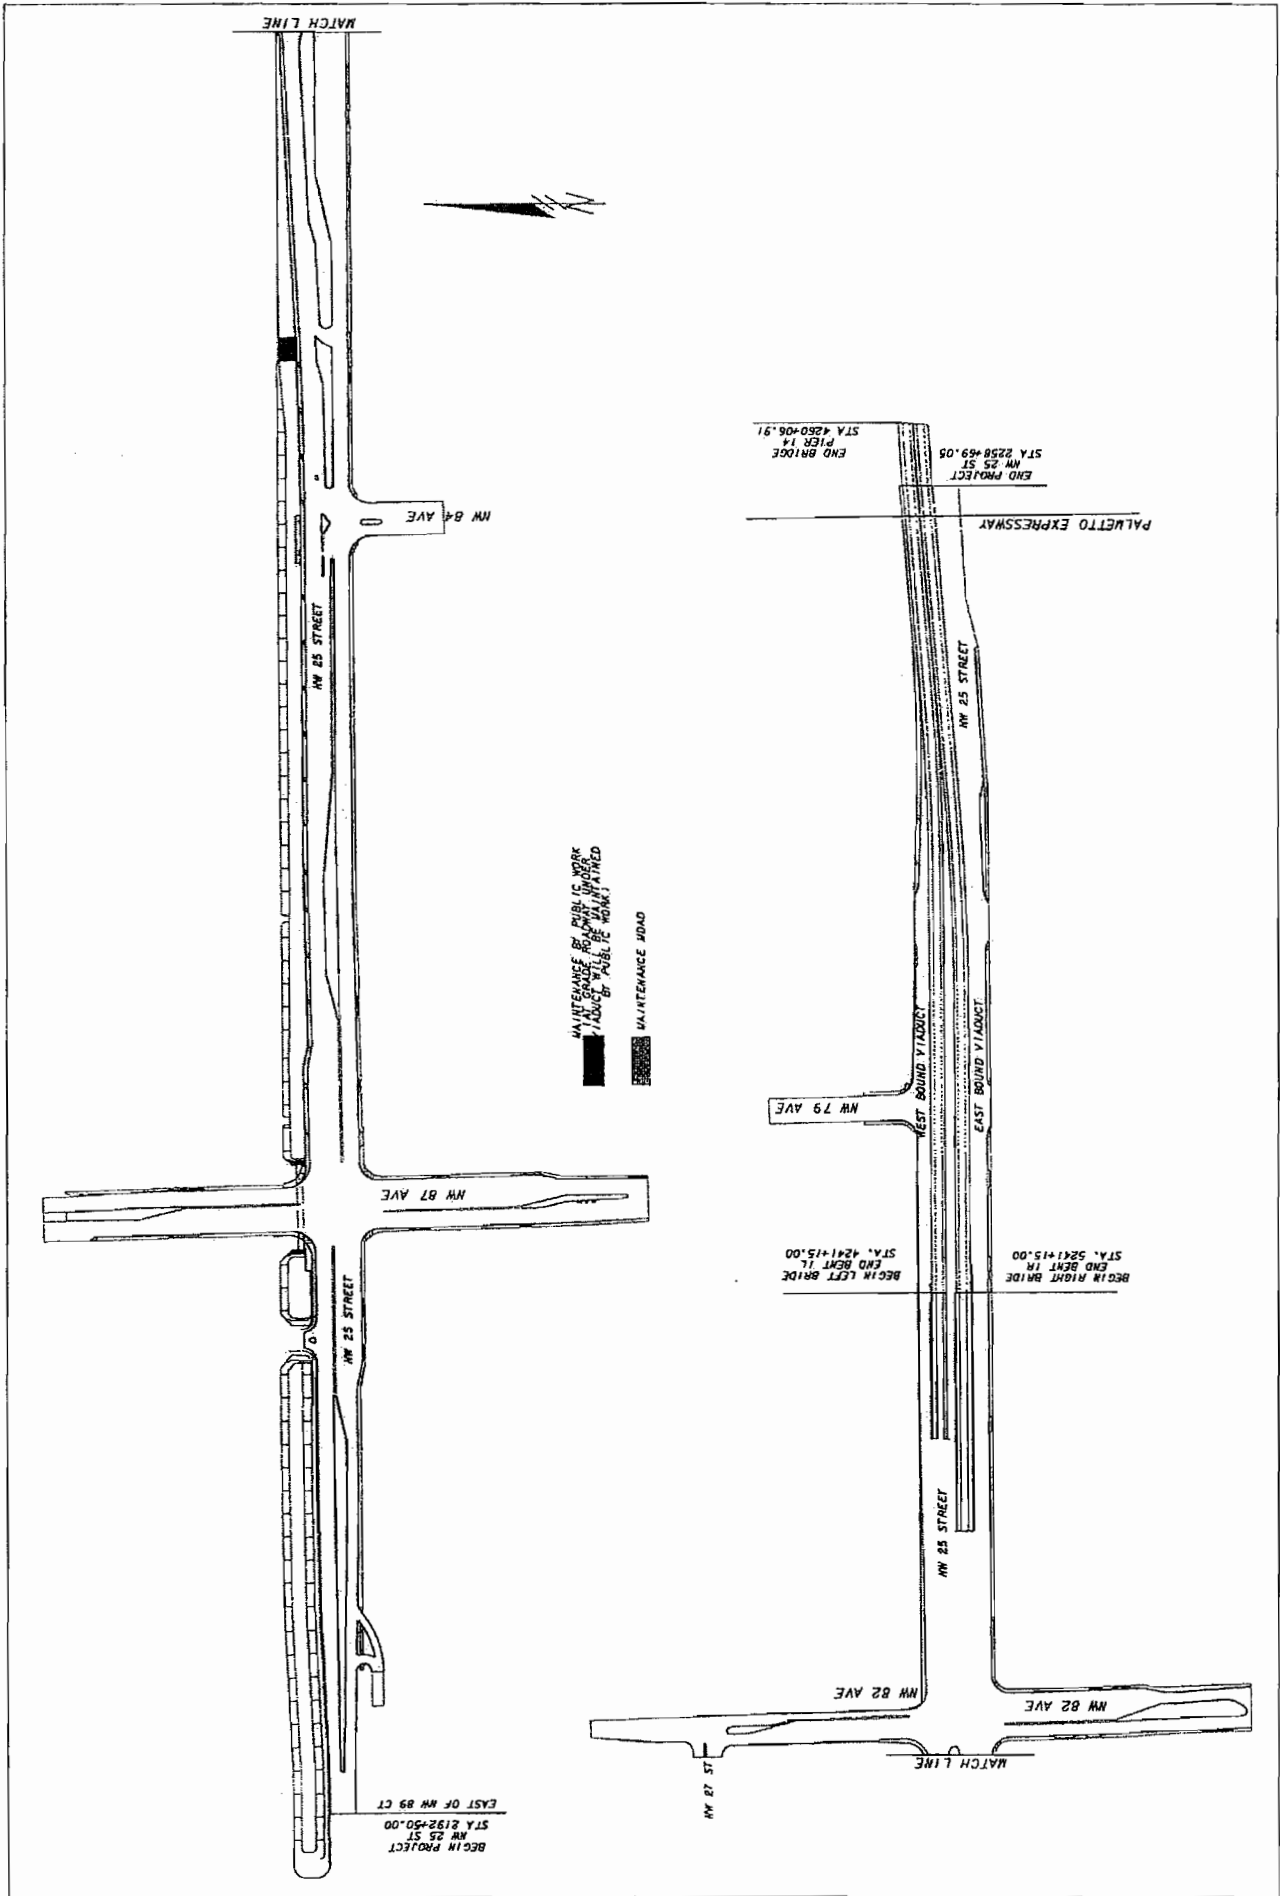 MATCH LINE
N
NW 84 AVE
NW 25 STREET
NW 87 AVE
NW 25 STREET
BEGIN PROJECT
NW 25 ST
STA 2192+50.00
EAST OF NW 89 CT
MAINTENANCE BY PUBLIC WORK
(AT GRADE ROADWAY UNDER
VIADUCT WILL BE MAINTAINED
BY PUBLIC WORK)
MAINTENANCE MDAD
END BRIDGE
PIER 14
STA 4260+06.91
END PROJECT
NW 25 ST
STA 2258+69.05
PALMETTO EXPRESSWAY
NW 25 STREET
WEST BOUND VIADUCT
EAST BOUND VIADUCT
NW 79 AVE
BEGIN LEFT BRIDE
END BENT 1L
STA. 4241+15.00
BEGIN RIGHT BRIDE
END BENT 1R
STA. 5241+15.00
NW 25 STREET
NW 82 AVE
NW 82 AVE
NW 27 ST
MATCH LINE